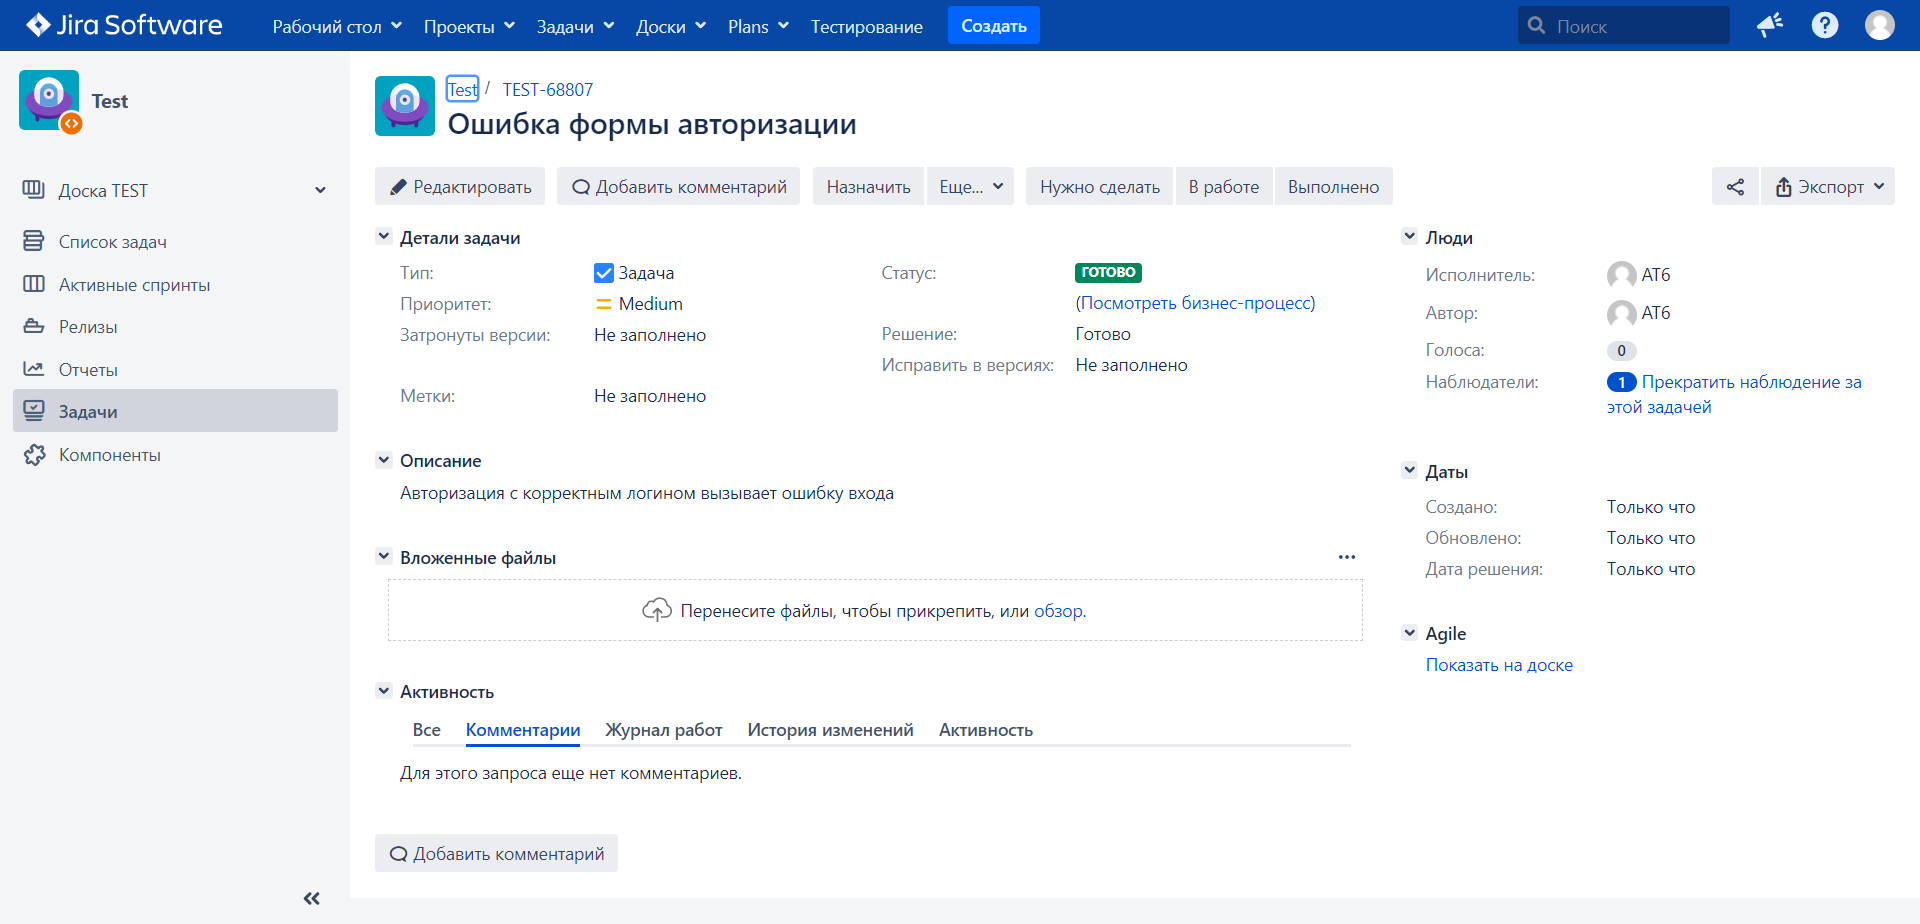 Jira Software
Рабочий стол Проекты Задачи Доски Plans Тестирование Создать Поиск
Test
Доска TEST
Список задач
Активные спринты
Релизы
Отчеты
Задачи
Компоненты
Test / TEST-68807
Ошибка формы авторизации
Редактировать Добавить комментарий Назначить Еще... Нужно сделать В работе Выполнено Экспорт
Детали задачи
Тип: Задача
Приоритет: Medium
Затронуты версии: Не заполнено
Метки: Не заполнено
Статус: ГОТОВО
(Посмотреть бизнес-процесс)
Решение: Готово
Исправить в версиях: Не заполнено
Описание
Авторизация с корректным логином вызывает ошибку входа
Вложенные файлы
Перенесите файлы, чтобы прикрепить, или обзор.
Активность
Все Комментарии Журнал работ История изменений Активность
Для этого запроса еще нет комментариев.
Добавить комментарий
Люди
Исполнитель: AT6
Автор: AT6
Голоса: 0
Наблюдатели: 1 Прекратить наблюдение за
этой задачей
Даты
Создано: Только что
Обновлено: Только что
Дата решения: Только что
Agile
Показать на доске